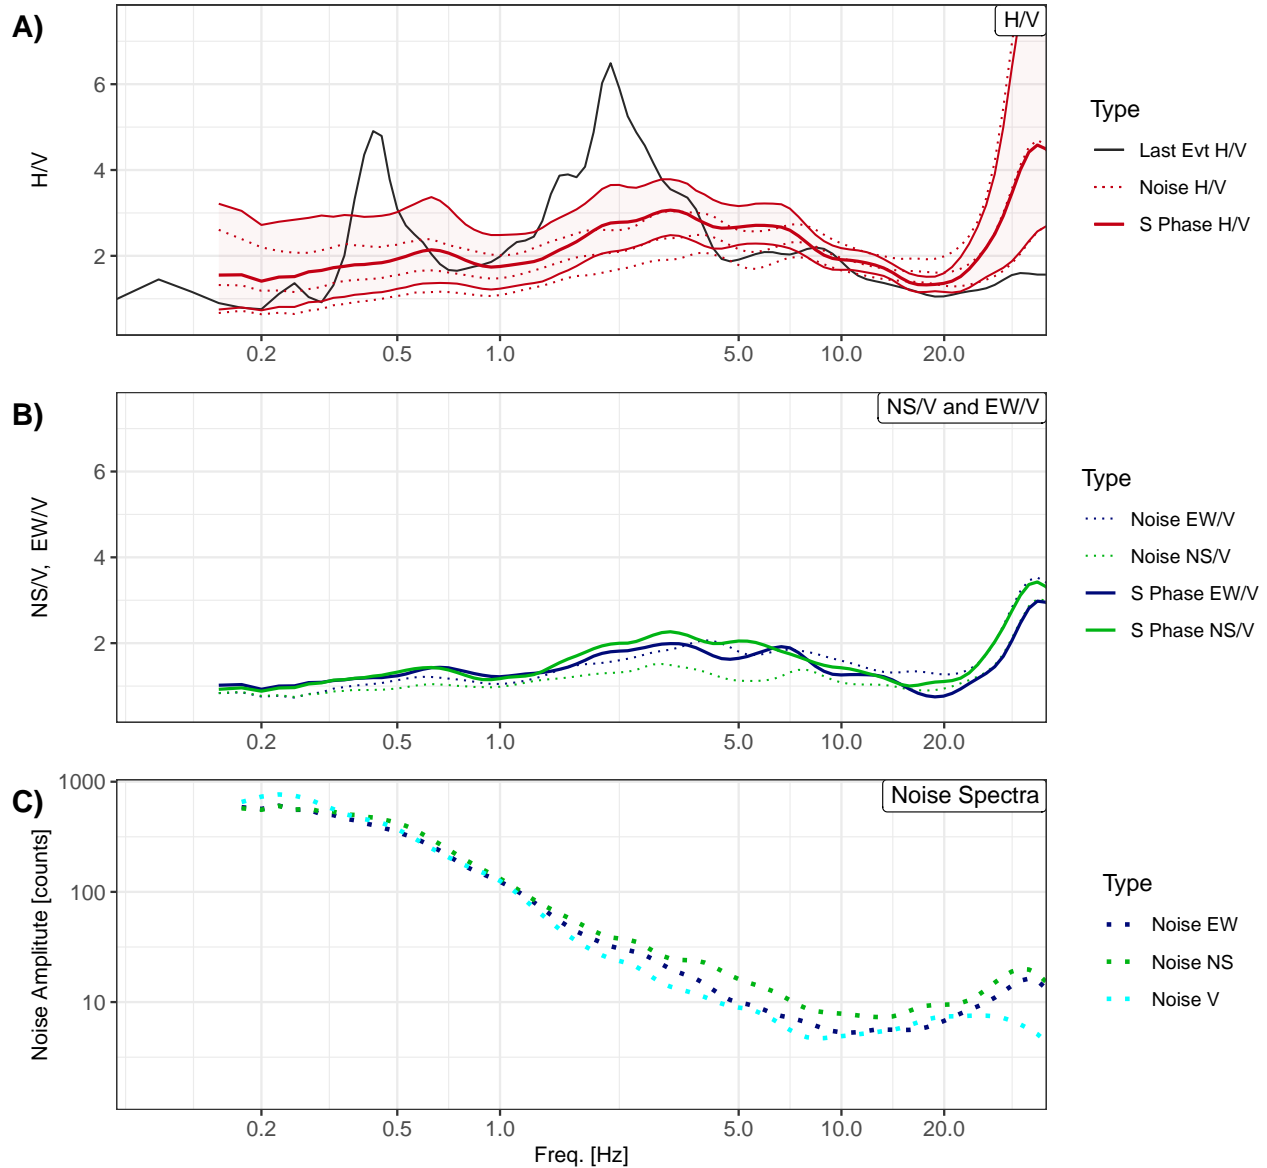 A)
H/V
6
4
2
H/V
0.2 0.5 1.0 5.0 10.0 20.0
Type
Last Evt H/V
Noise H/V
S Phase H/V
B)
NS/V and EW/V
6
4
2
NS/V, EW/V
0.2 0.5 1.0 5.0 10.0 20.0
Type
Noise EW/V
Noise NS/V
S Phase EW/V
S Phase NS/V
C)
Noise Spectra
1000
100
10
Noise Amplitute [counts]
0.2 0.5 1.0 5.0 10.0 20.0
Freq. [Hz]
Type
Noise EW
Noise NS
Noise V